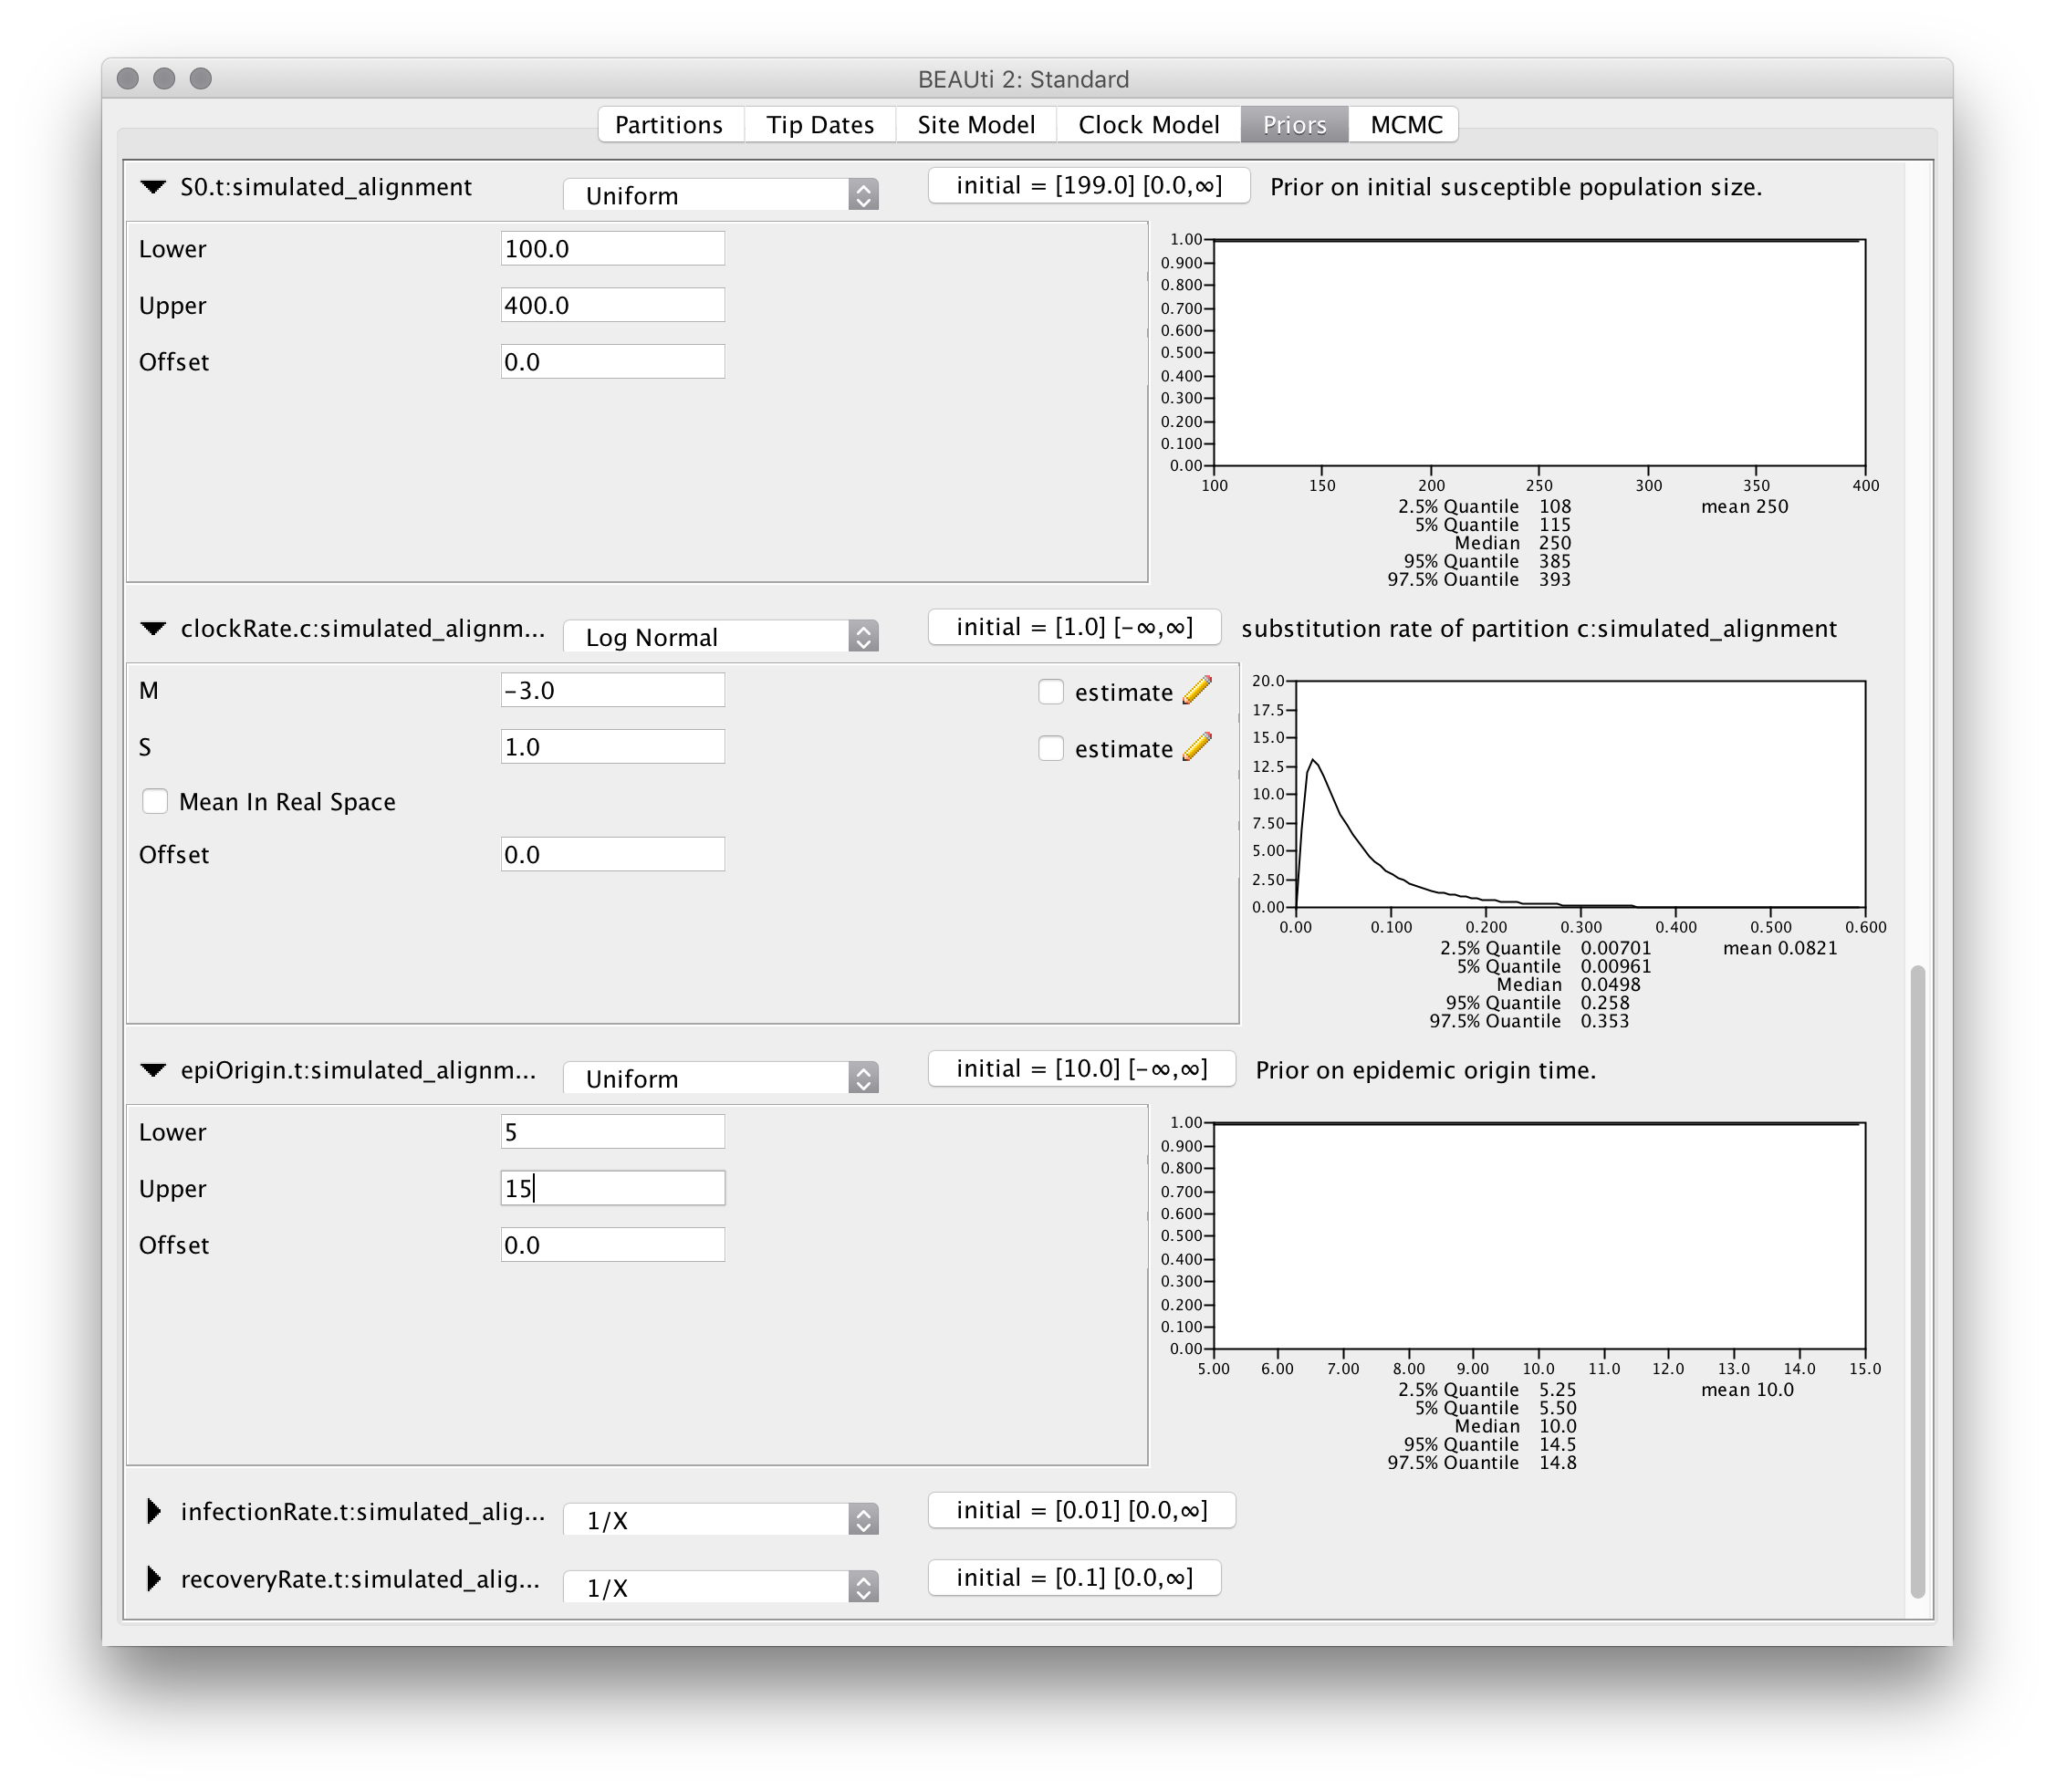 BEAUti 2: Standard
Partitions Tip Dates Site Model Clock Model Priors MCMC
S0.t:simulated_alignment Uniform initial = [199.0] [0.0,∞] Prior on initial susceptible population size.
Lower 100.0
Upper 400.0
Offset 0.0
1.00
0.900
0.800
0.700
0.600
0.500
0.400
0.300
0.200
0.100
0.00
100 150 200 250 300 350 400
2.5% Quantile 108 mean 250
5% Quantile 115
Median 250
95% Quantile 385
97.5% Quantile 393
clockRate.c:simulated_alignm... Log Normal initial = [1.0] [-∞,∞] substitution rate of partition c:simulated_alignment
M -3.0 estimate
S 1.0 estimate
Mean In Real Space
Offset 0.0
20.0
17.5
15.0
12.5
10.0
7.50
5.00
2.50
0.00
0.00 0.100 0.200 0.300 0.400 0.500 0.600
2.5% Quantile 0.00701 mean 0.0821
5% Quantile 0.00961
Median 0.0498
95% Quantile 0.258
97.5% Quantile 0.353
epiOrigin.t:simulated_alignm... Uniform initial = [10.0] [-∞,∞] Prior on epidemic origin time.
Lower 5
Upper 15
Offset 0.0
1.00
0.900
0.800
0.700
0.600
0.500
0.400
0.300
0.200
0.100
0.00
5.00 6.00 7.00 8.00 9.00 10.0 11.0 12.0 13.0 14.0 15.0
2.5% Quantile 5.25 mean 10.0
5% Quantile 5.50
Median 10.0
95% Quantile 14.5
97.5% Quantile 14.8
infectionRate.t:simulated_alig... 1/X initial = [0.01] [0.0,∞]
recoveryRate.t:simulated_alig... 1/X initial = [0.1] [0.0,∞]